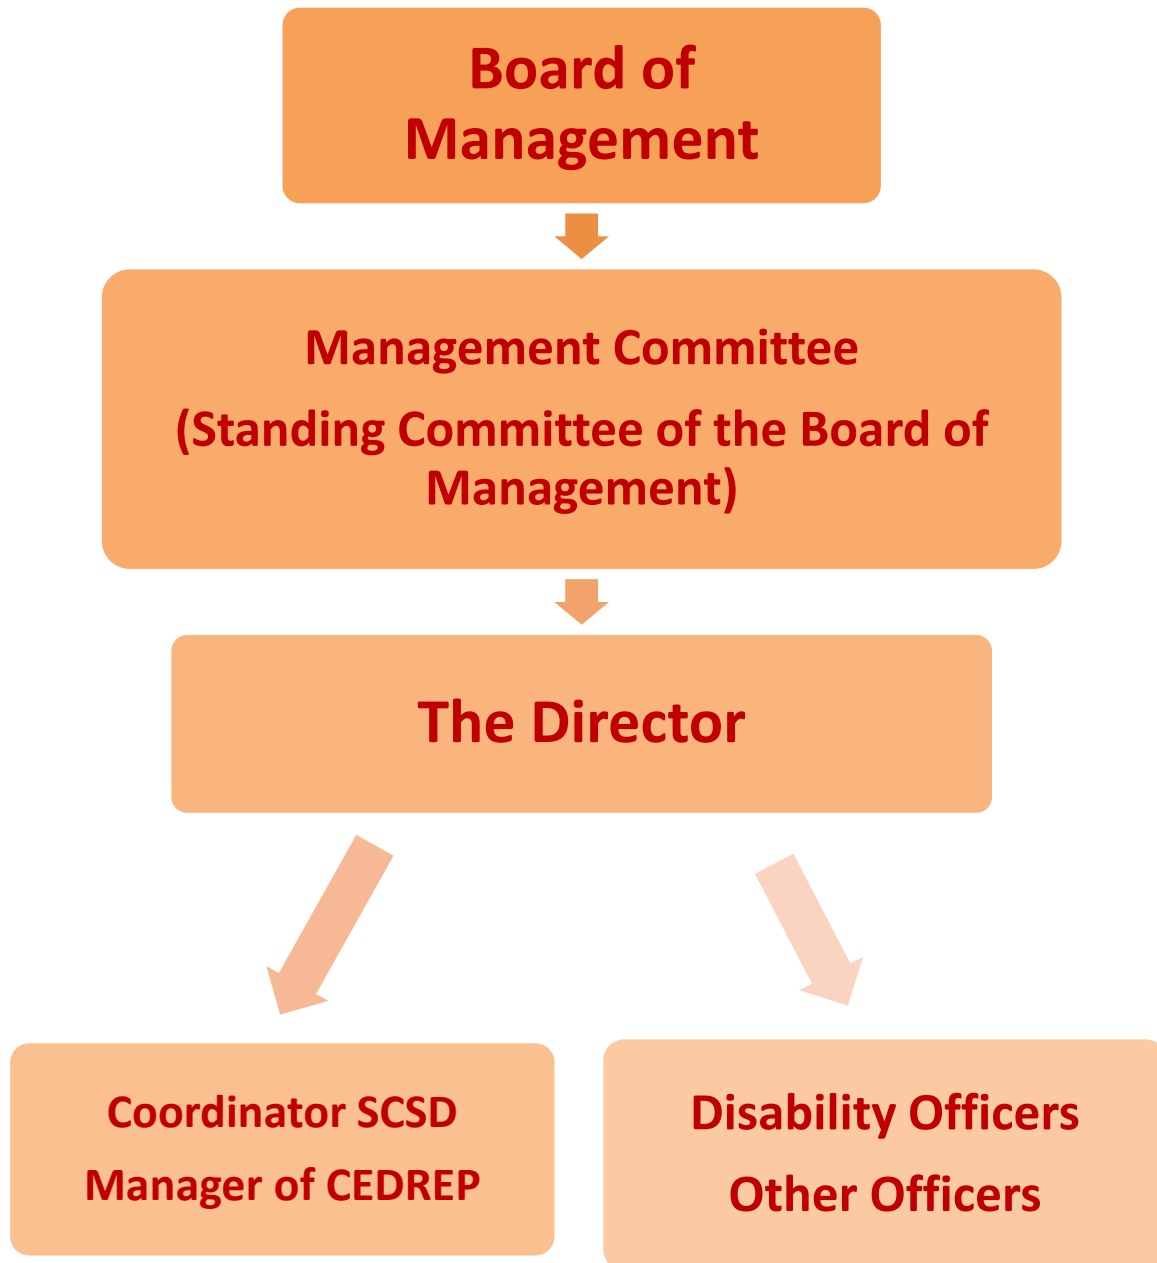 Board of
Management
Management Committee
(Standing Committee of the Board of
Management)
The Director
Coordinator SCSD
Manager of CEDREP
Disability Officers
Other Officers